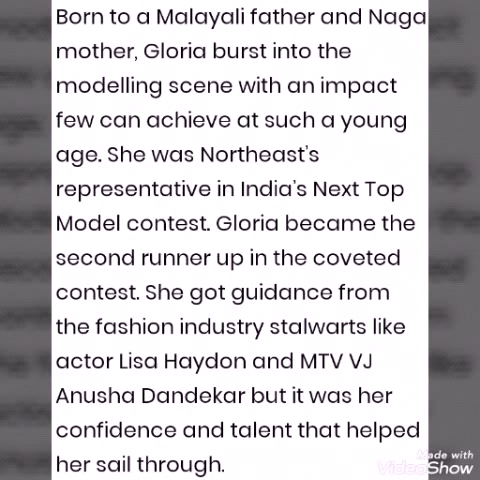 Born to a Malayali father and Naga
mother, Gloria burst into the
modelling scene with an impact
few can achieve at such a young
age. She was Northeast's
representative in India's Next Top
Model contest. Gloria became the
second runner up in the coveted
contest. She got guidance from
the fashion industry stalwarts like
actor Lisa Haydon and MTV VJ
Anusha Dandekar but it was her
confidence and talent that helped
her sail through.
Made with
VideoShow